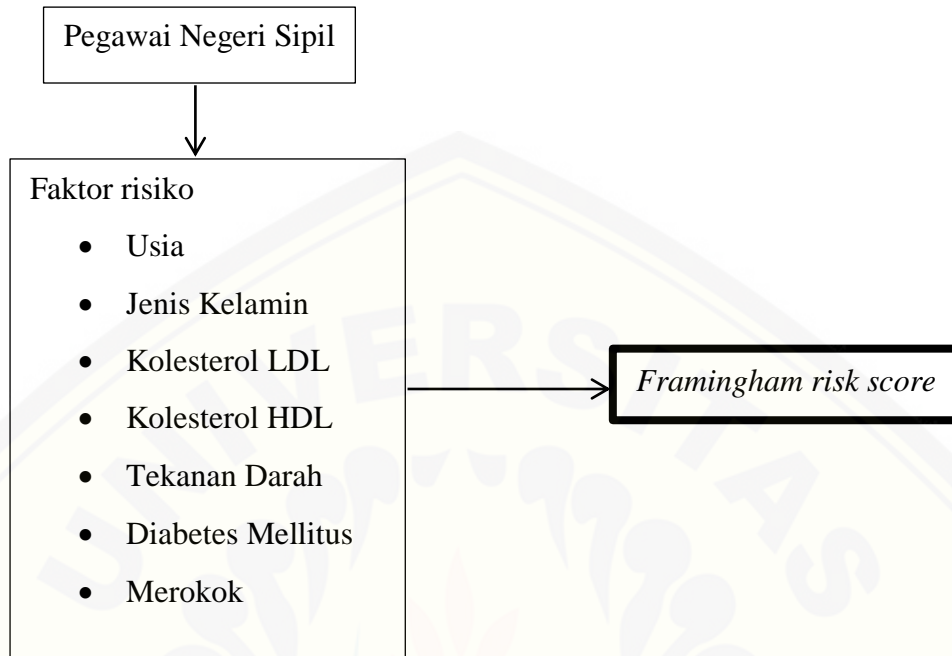 Pegawai Negeri Sipil
Faktor risiko
• Usia
• Jenis Kelamin
• Kolesterol LDL
• Kolesterol HDL
• Tekanan Darah
• Diabetes Mellitus
• Merokok
Framingham risk score
UNIVERSITAS